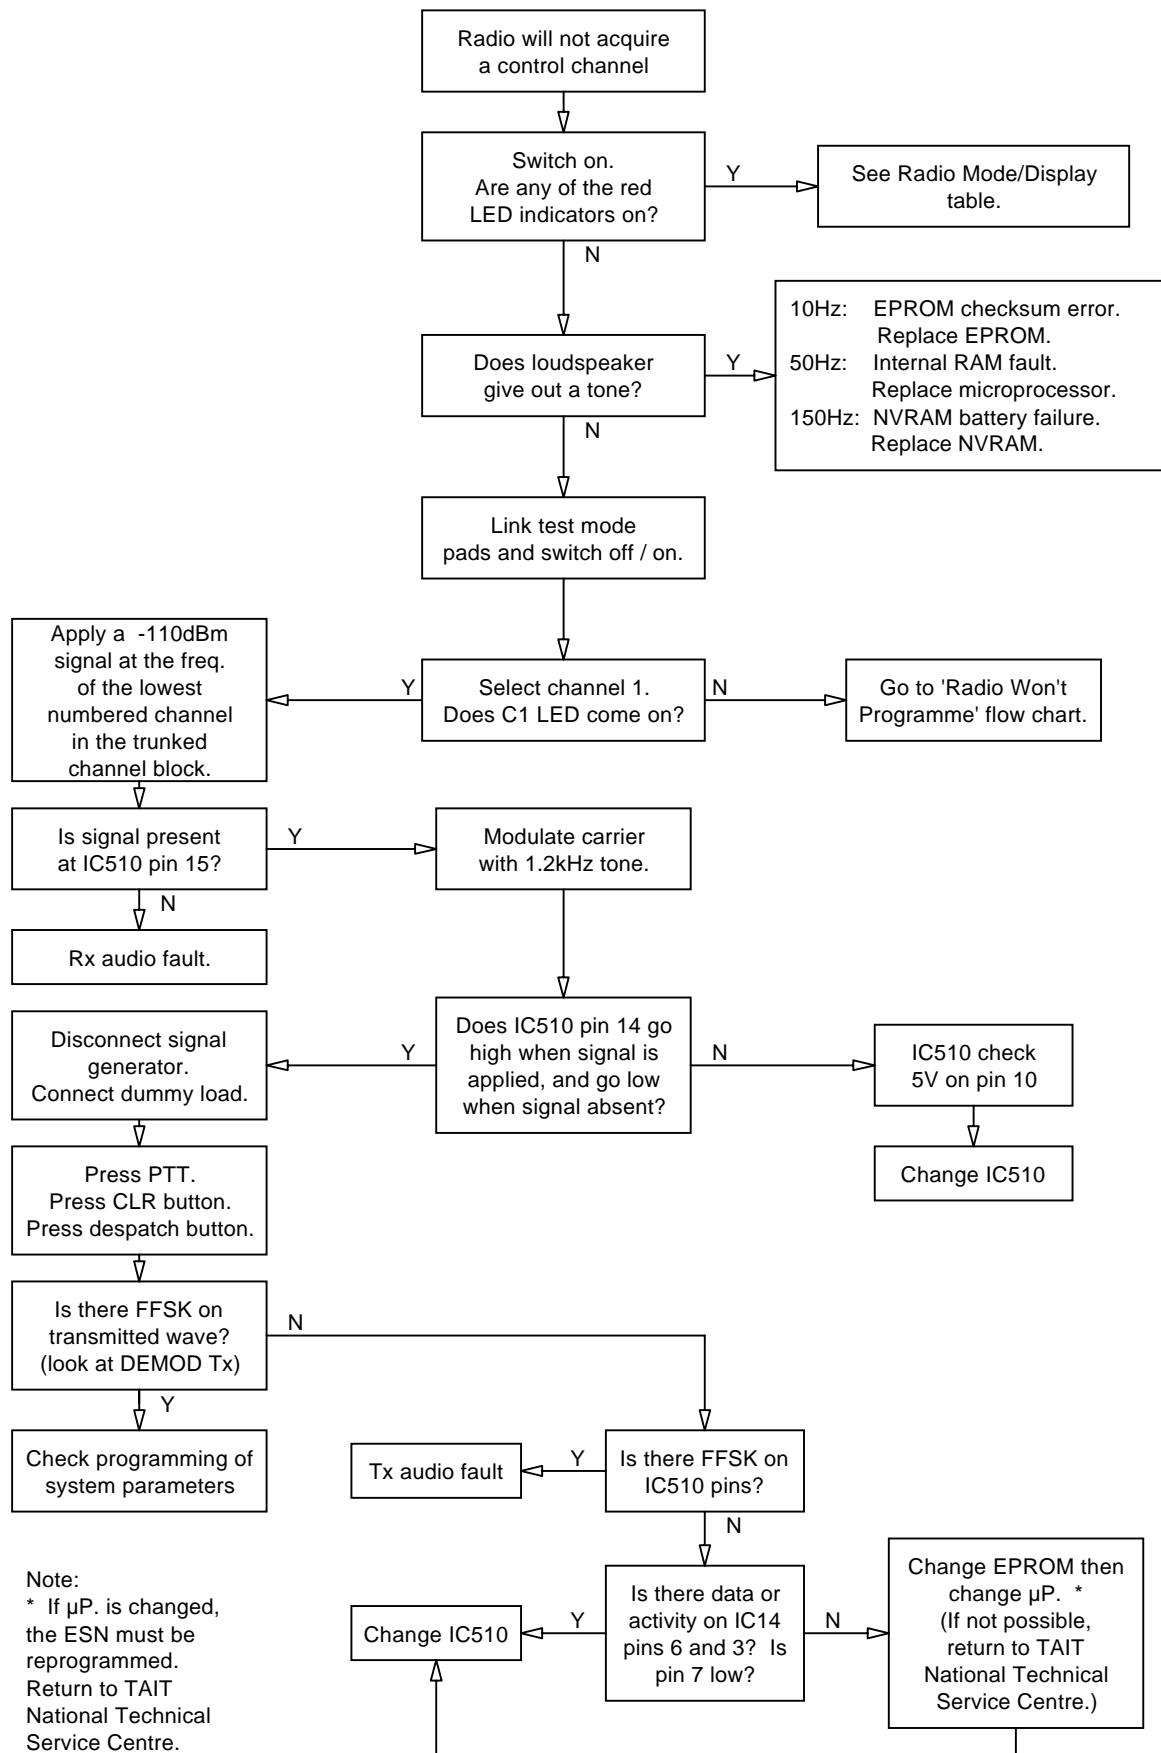 Radio will not acquire
a control channel
Switch on.
Are any of the red
LED indicators on?
Y
See Radio Mode/Display
table.
N
10Hz: EPROM checksum error.
Replace EPROM.
50Hz: Internal RAM fault.
Replace microprocessor.
150Hz: NVRAM battery failure.
Replace NVRAM.
Does loudspeaker
give out a tone?
Y
N
Link test mode
pads and switch off / on.
Apply a -110dBm
signal at the freq.
of the lowest
numbered channel
in the trunked
channel block.
Y
Select channel 1.
Does C1 LED come on?
N
Go to 'Radio Won't
Programme' flow chart.
Is signal present
at IC510 pin 15?
Y
Modulate carrier
with 1.2kHz tone.
N
Rx audio fault.
Disconnect signal
generator.
Connect dummy load.
Y
Does IC510 pin 14 go
high when signal is
applied, and go low
when signal absent?
N
IC510 check
5V on pin 10
Change IC510
Press PTT.
Press CLR button.
Press despatch button.
Is there FFSK on
transmitted wave?
(look at DEMOD Tx)
N
Y
Check programming of
system parameters
Tx audio fault
Y
Is there FFSK on
IC510 pins?
N
Note:
* If µP. is changed,
the ESN must be
reprogrammed.
Return to TAIT
National Technical
Service Centre.
Change IC510
Y
Is there data or
activity on IC14
pins 6 and 3? Is
pin 7 low?
N
Change EPROM then
change µP. *
(If not possible,
return to TAIT
National Technical
Service Centre.)